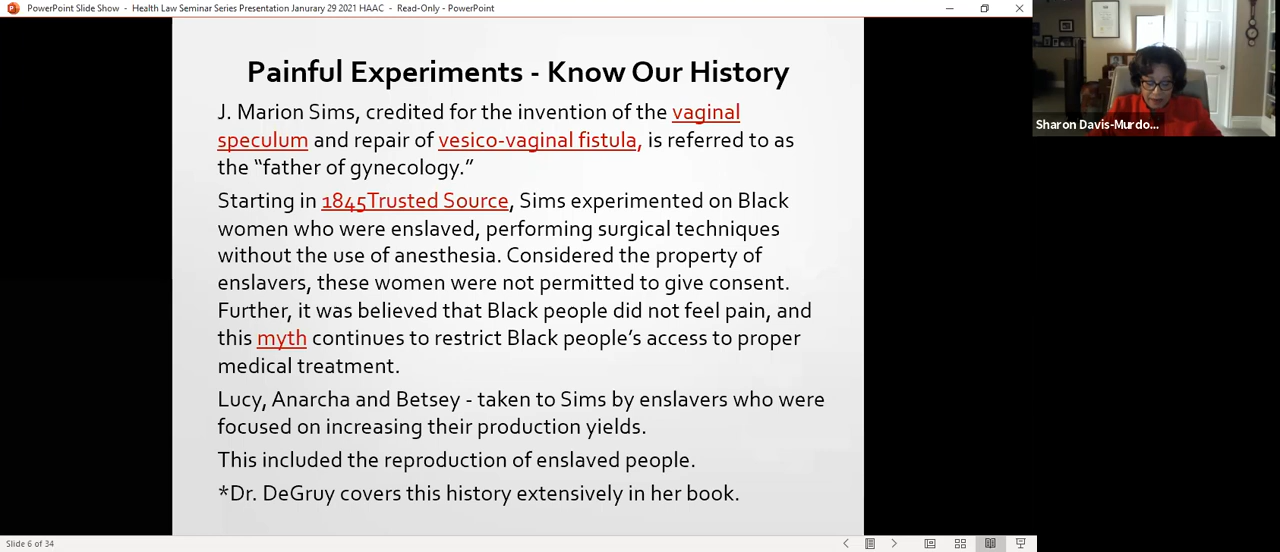 PowerPoint Slide Show - Health Law Seminar Series Presentation Janurary 29 2021 HAAC - Read-Only - PowerPoint
Painful Experiments - Know Our History
J. Marion Sims, credited for the invention of the vaginal
speculum and repair of vesico-vaginal fistula, is referred to as
the “father of gynecology.”
Starting in 1845Trusted Source, Sims experimented on Black
women who were enslaved, performing surgical techniques
without the use of anesthesia. Considered the property of
enslavers, these women were not permitted to give consent.
Further, it was believed that Black people did not feel pain, and
this myth continues to restrict Black people’s access to proper
medical treatment.
Lucy, Anarcha and Betsey - taken to Sims by enslavers who were
focused on increasing their production yields.
This included the reproduction of enslaved people.
*Dr. DeGruy covers this history extensively in her book.
Slide 6 of 34
Sharon Davis-Murdo...